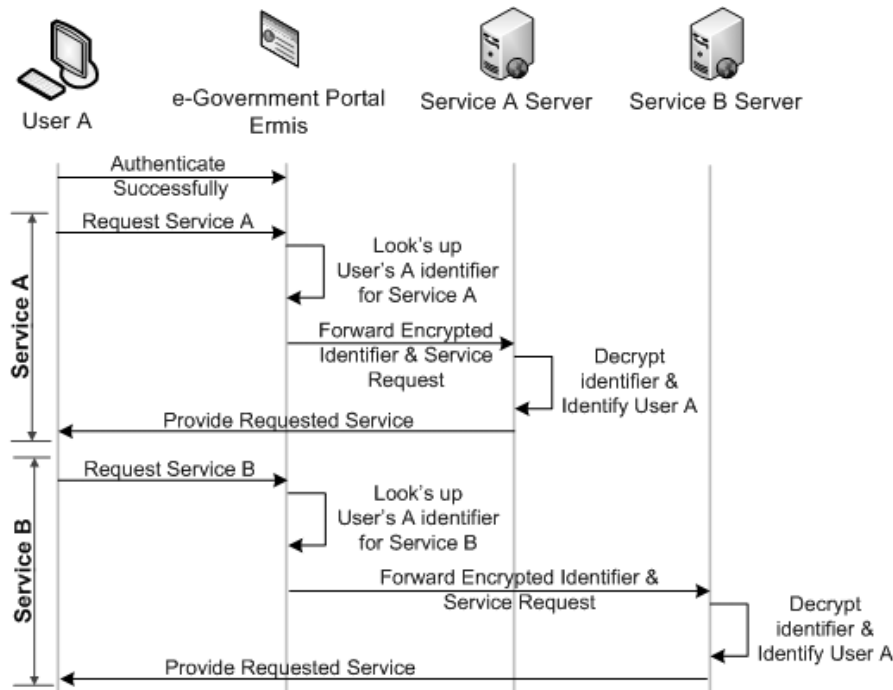 User A
e-Government Portal
Ermis
Service A Server
Service B Server
Authenticate
Successfully
Service A
Request Service A
Look's up
User's A identifier
for Service A
Forward Encrypted
Identifier & Service
Request
Decrypt
identifier &
Identify User A
Provide Requested Service
Service B
Request Service B
Look's up
User's A identifier
for Service B
Forward Encrypted Identifier &
Service Request
Decrypt
identifier &
Identify User A
Provide Requested Service